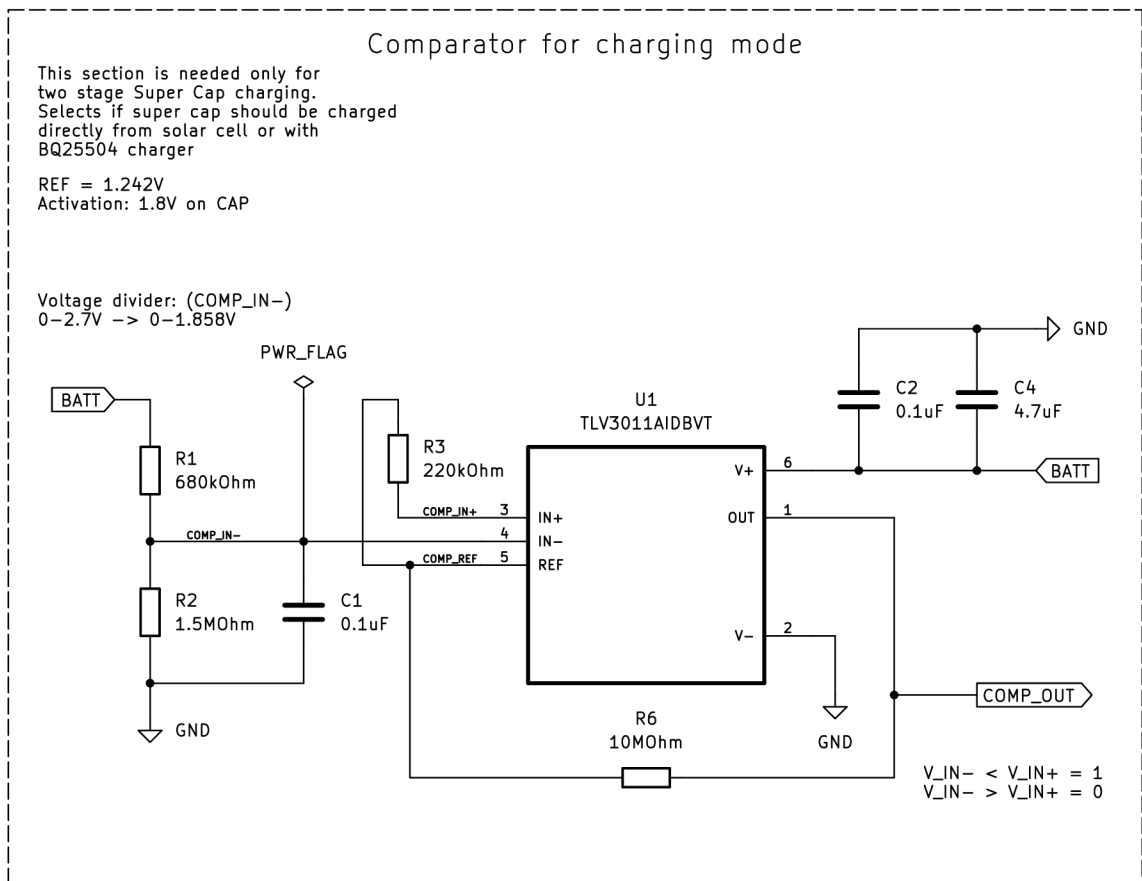 Comparator for charging mode
This section is needed only for
two stage Super Cap charging.
Selects if super cap should be charged
directly from solar cell or with
BQ25504 charger
REF = 1.242V
Activation: 1.8V on CAP
Voltage divider: (COMP_IN-)
0-2.7V -> 0-1.858V
PWR_FLAG
BATT
R1
680kOhm
COMP_IN-
R2
1.5MOhm
C1
0.1uF
GND
R3
220kOhm
COMP_IN+
3
4
COMP_REF
5
U1
TLV3011AIDBVT
IN+
IN-
REF
V+
OUT
V-
6
1
2
C2
0.1uF
C4
4.7uF
GND
BATT
GND
COMP_OUT
R6
10MOhm
V_IN- < V_IN+ = 1
V_IN- > V_IN+ = 0